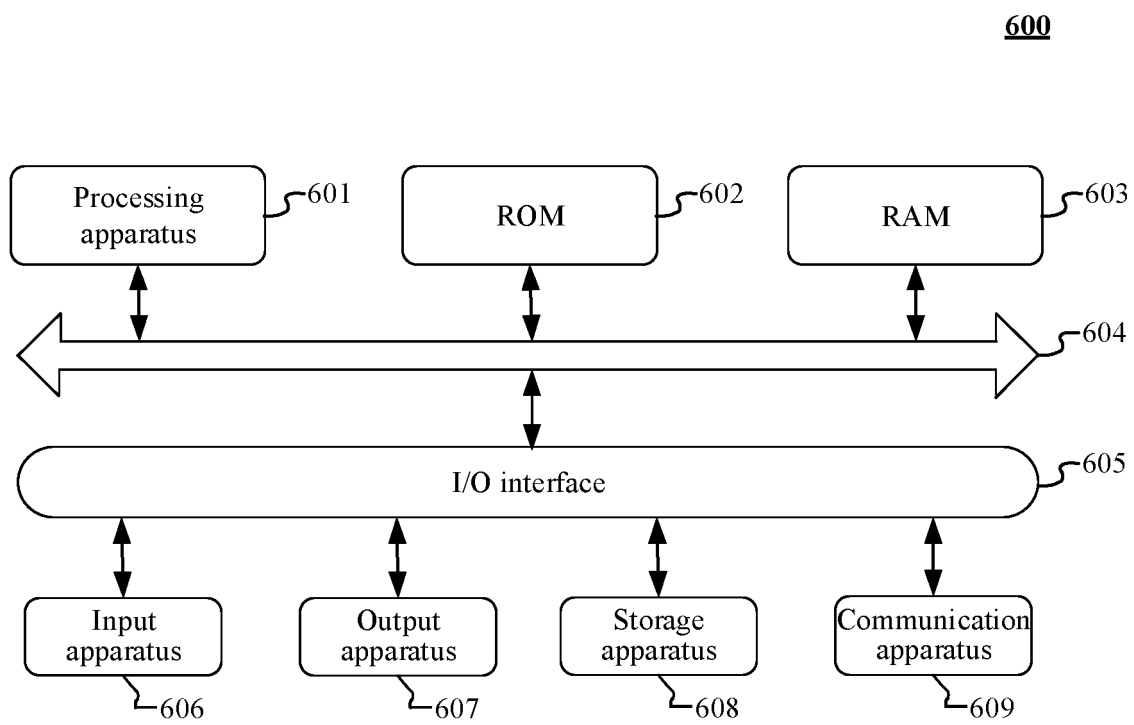 600
Processing
apparatus
601
ROM
602
RAM
603
604
I/O interface
605
Input
apparatus
606
Output
apparatus
607
Storage
apparatus
608
Communication
apparatus
609